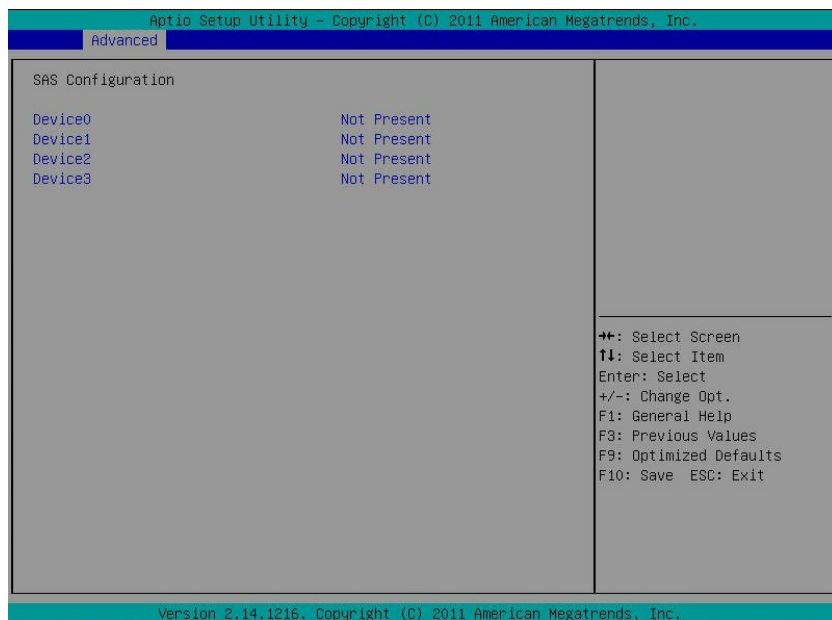 Aptio Setup Utility – Copyright (C) 2011 American Megatrends, Inc.
Advanced
SAS Configuration
Device0 Not Present
Device1 Not Present
Device2 Not Present
Device3 Not Present
→←: Select Screen
↑↓: Select Item
Enter: Select
+/-: Change Opt.
F1: General Help
F3: Previous Values
F9: Optimized Defaults
F10: Save ESC: Exit
Version 2.14.1216. Copyright (C) 2011 American Megatrends, Inc.